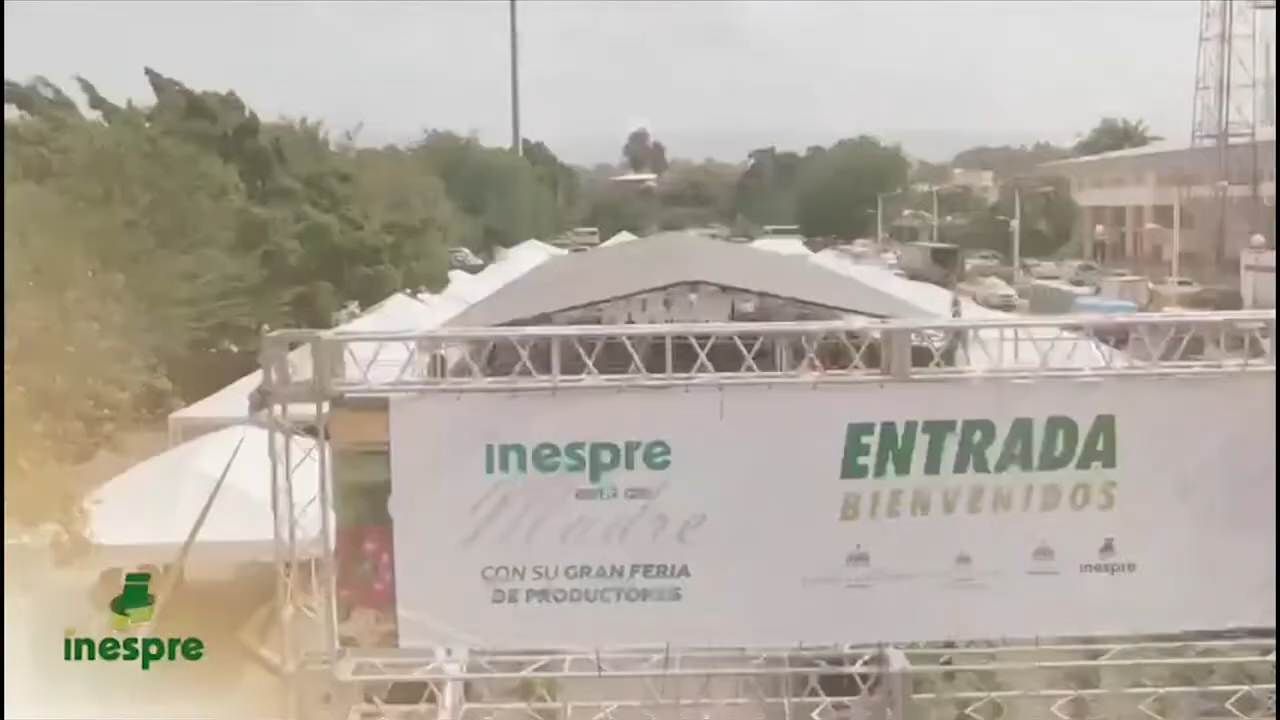 inespre
Madre
CON SU GRAN FERIA
DE PRODUCTORES
ENTRADA
BIENVENIDOS
inespre
inespre